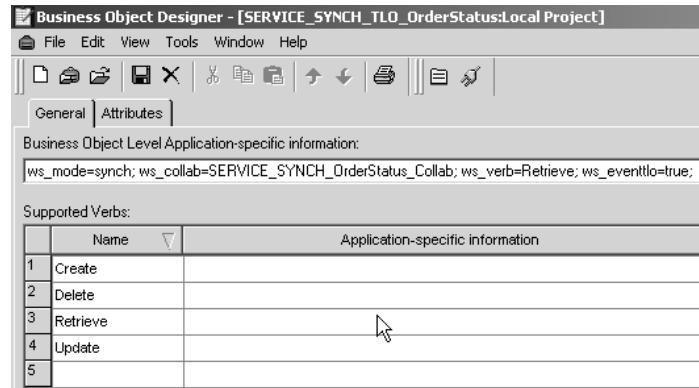 Business Object Designer - [SERVICE_SYNCH_TLO_OrderStatus:Local Project]
File Edit View Tools Window Help
General Attributes
Business Object Level Application-specific information:
ws_mode=synch; ws_collab=SERVICE_SYNCH_OrderStatus_Collab; ws_verb=Retrieve; ws_eventtlo=true;
Supported Verbs:
Name Application-specific information
1 Create
2 Delete
3 Retrieve
4 Update
5